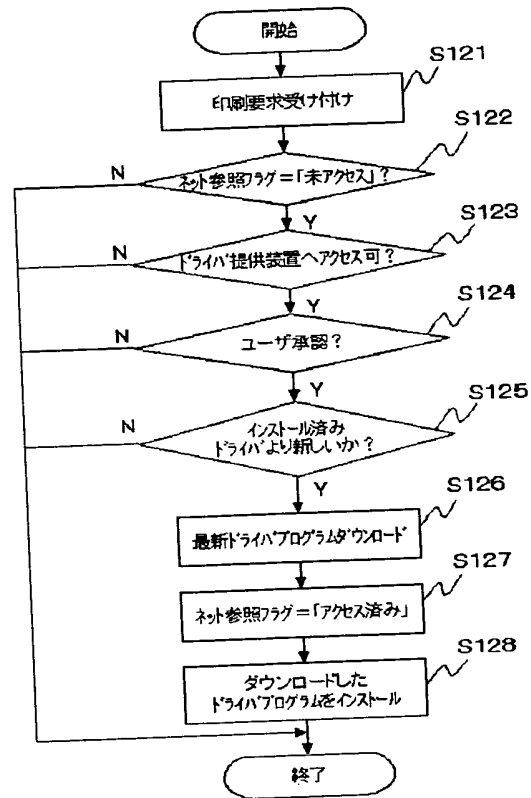 開始
S121
印刷要求受け付け
S122
N
ネット参照フラグ=「未アクセス」?
Y
S123
N
ドライバ提供装置へアクセス可?
Y
S124
N
ユーザ承認?
Y
S125
N
インストール済み
ドライバより新しいか?
Y
S126
最新ドライバプログラムダウンロード
S127
ネット参照フラグ=「アクセス済み」
S128
ダウンロードした
ドライバプログラムをインストール
終了